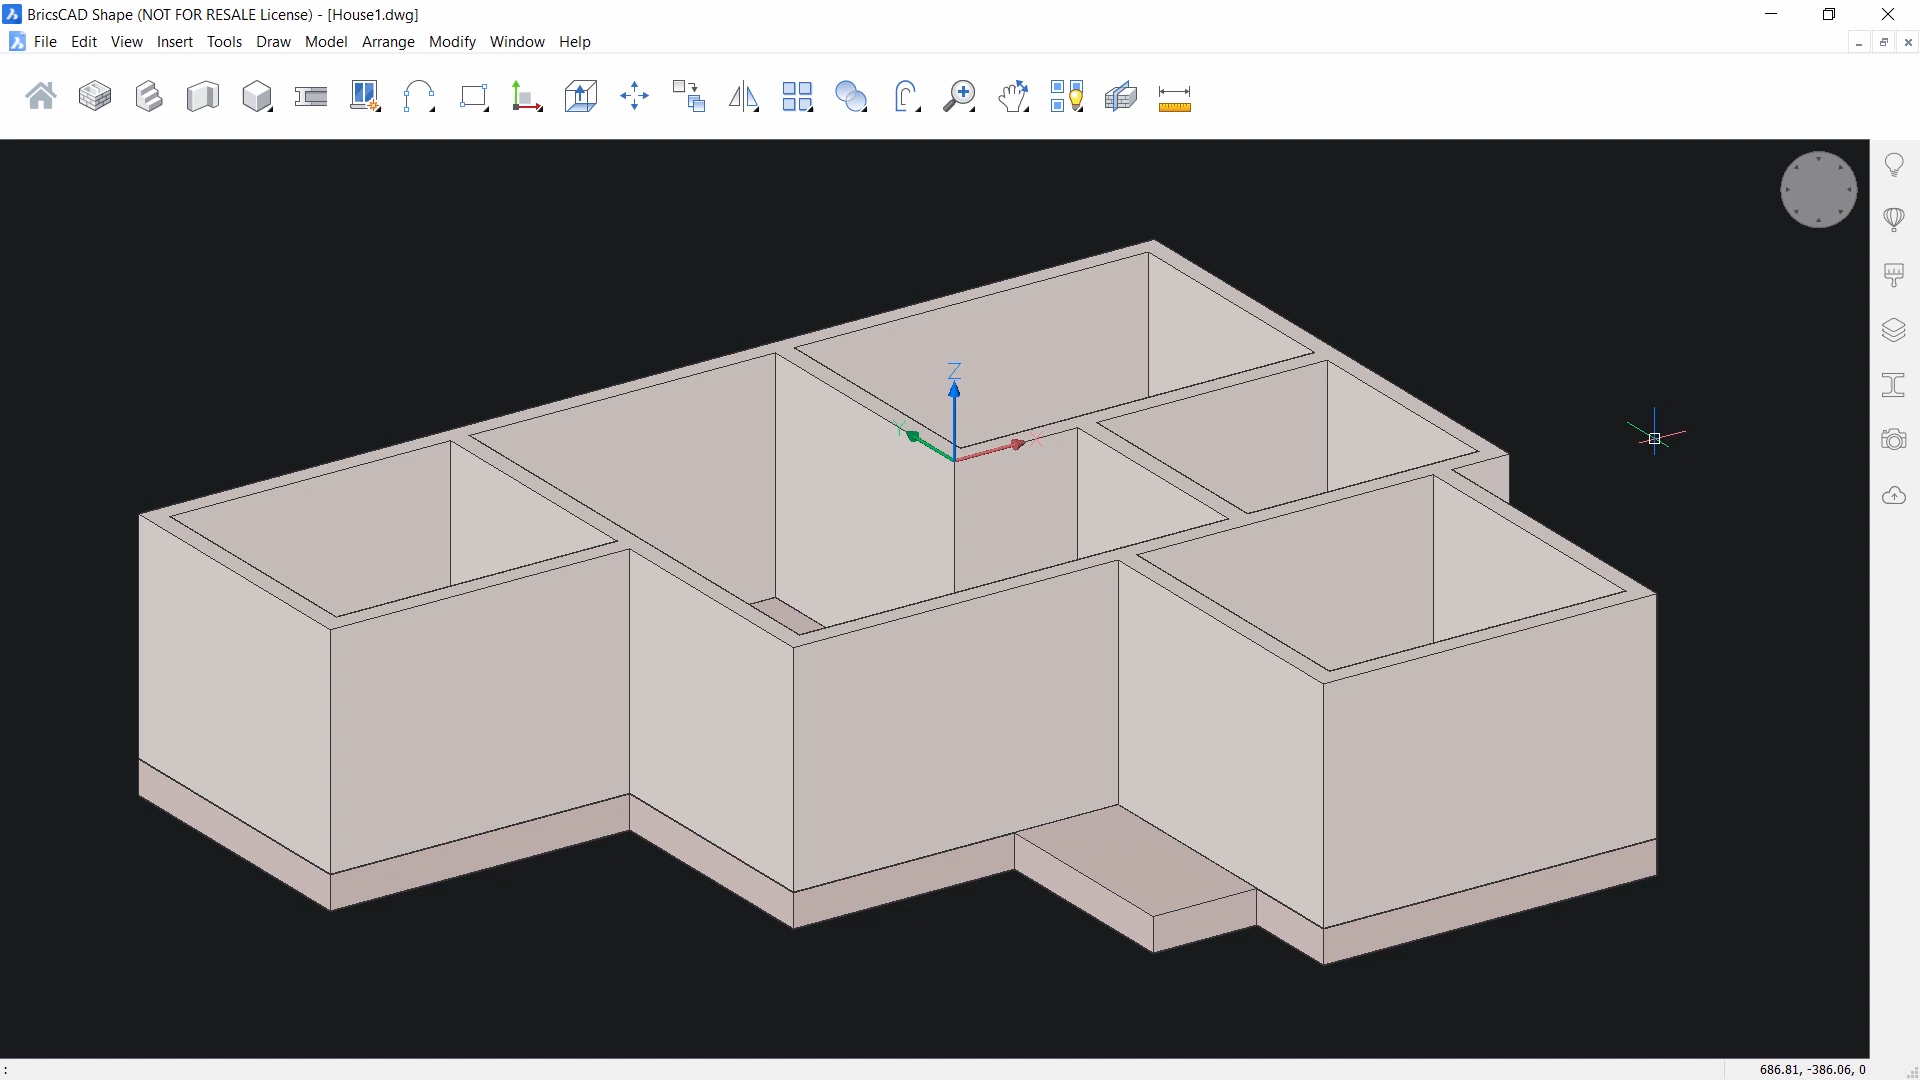 BricsCAD Shape (NOT FOR RESALE License) - [House1.dwg]
File Edit View Insert Tools Draw Model Arrange Modify Window Help
Z
Y
X
:
686.81, -386.06, 0